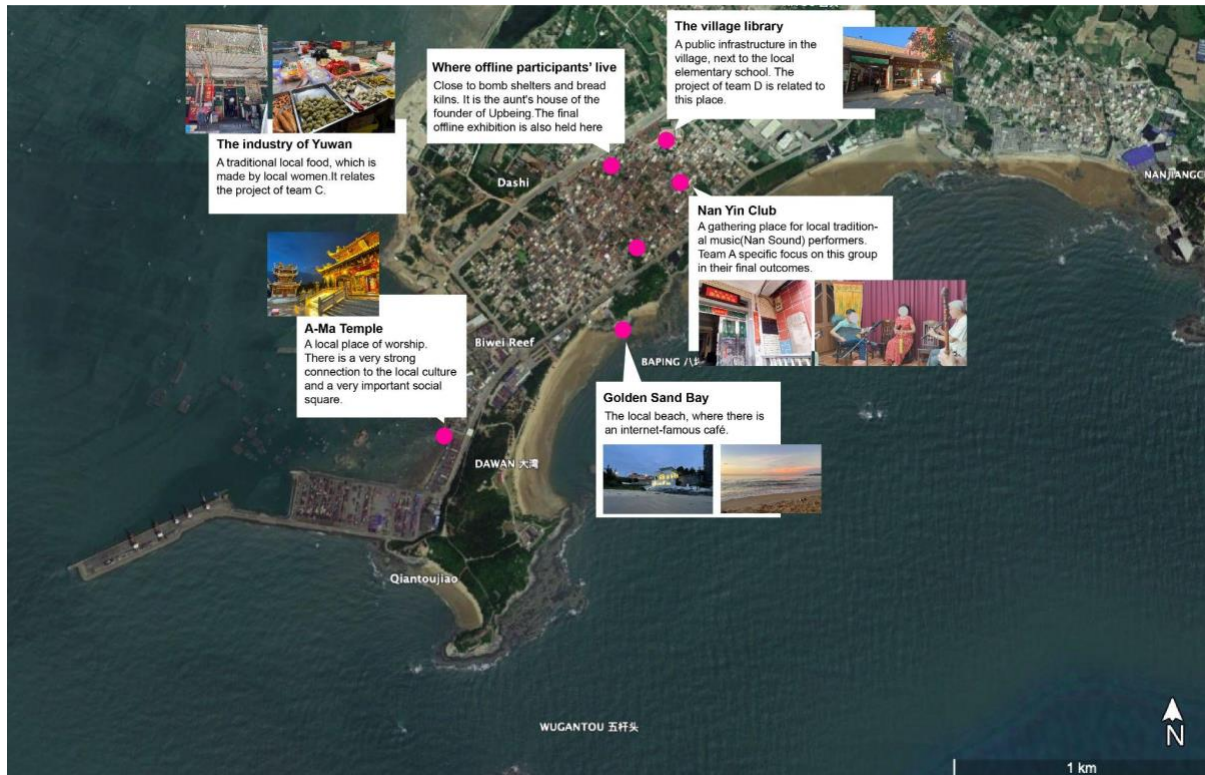 The village library
A public infrastructure in the
village, next to the local
elementary school. The
project of team D is related to
this place.
Where offline participants' live
Close to bomb shelters and bread
kilns. It is the aunt's house of the
founder of Upbeing.The final
offline exhibition is also held here
The industry of Yuwan
A traditional local food, which is
made by local women.It relates
the project of team C.
Dashi
NANJIANGC
Nan Yin Club
A gathering place for local tradition-
al music(Nan Sound) performers.
Team A specific focus on this group
in their final outcomes.
A-Ma Temple
A local place of worship.
There is a very strong
connection to the local culture
and a very important social
square.
Biwei Reef
BAPING 八
Golden Sand Bay
The local beach, where there is
an internet-famous café.
DAWAN 大湾
Qiantoujiao
WUGANTOU 五杆头
N
1 km